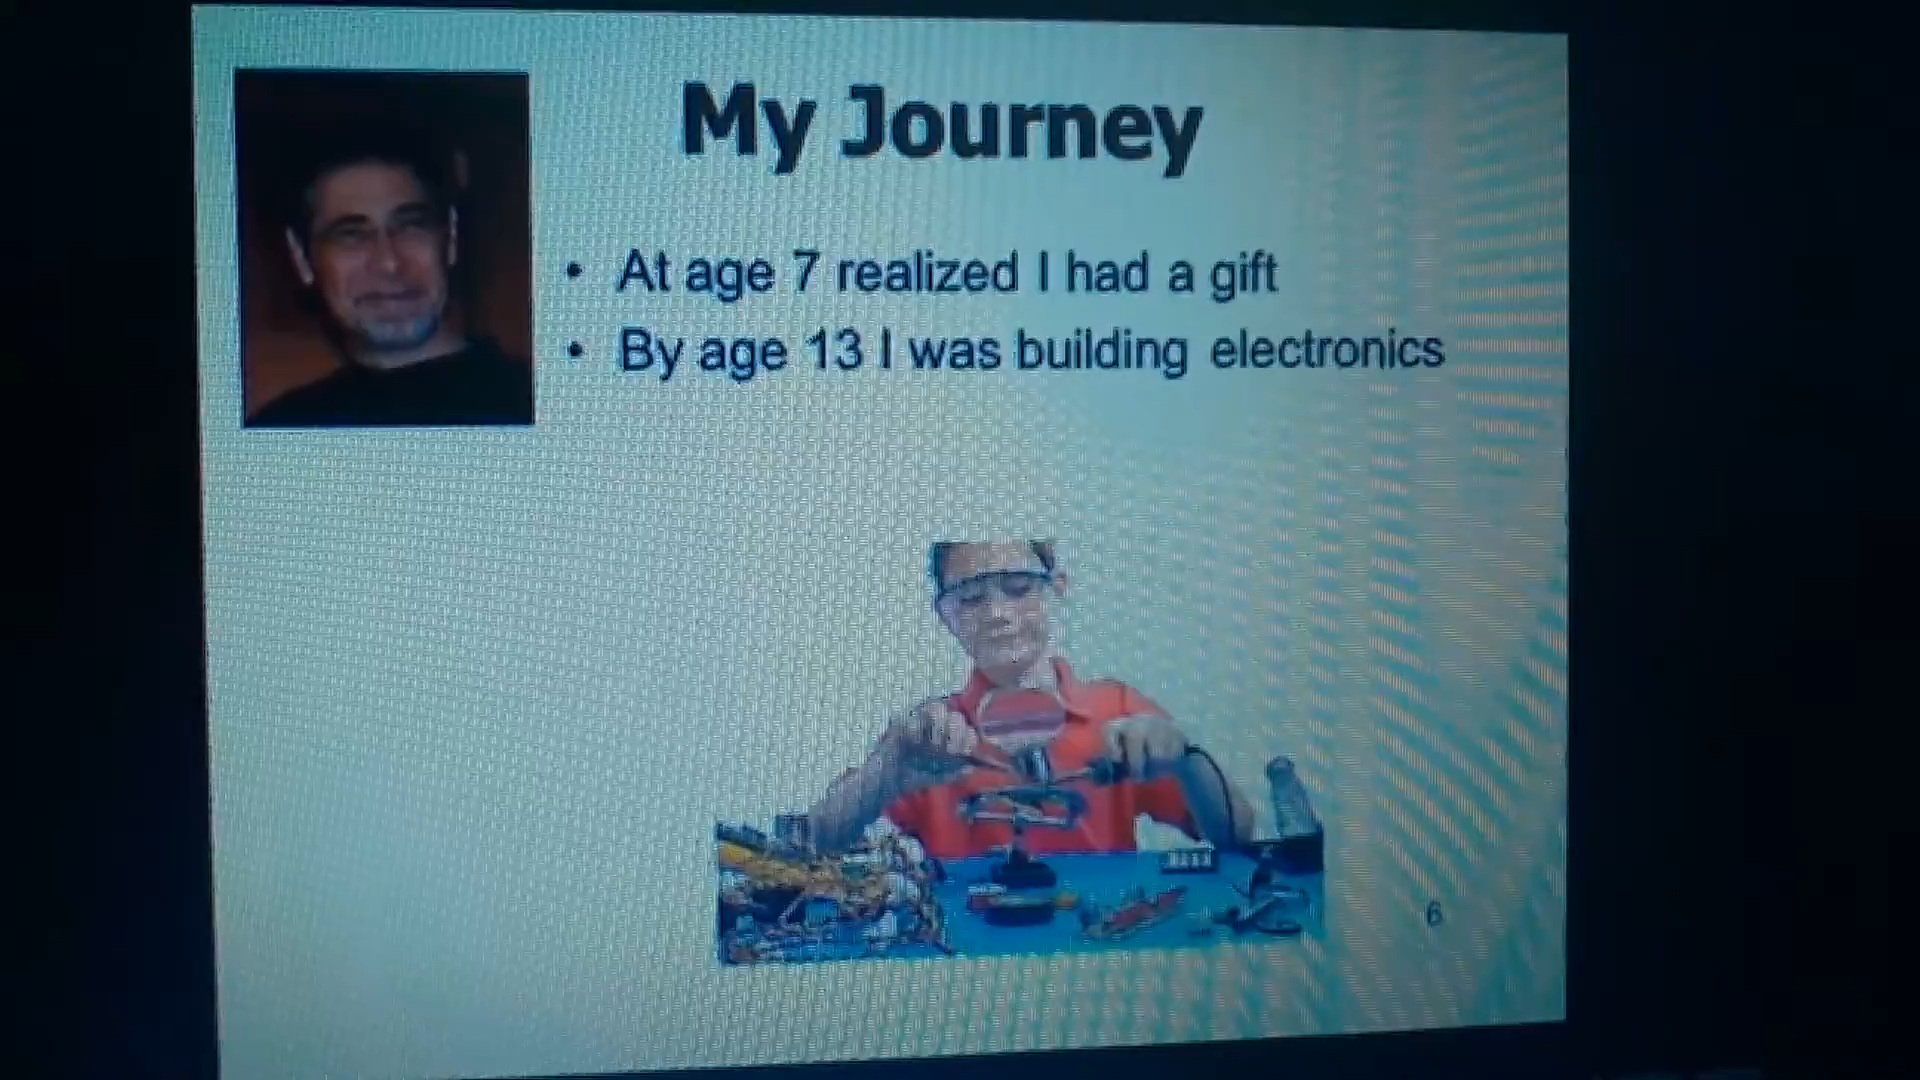 My Journey
• At age 7 realized I had a gift
• By age 13 I was building electronics
6